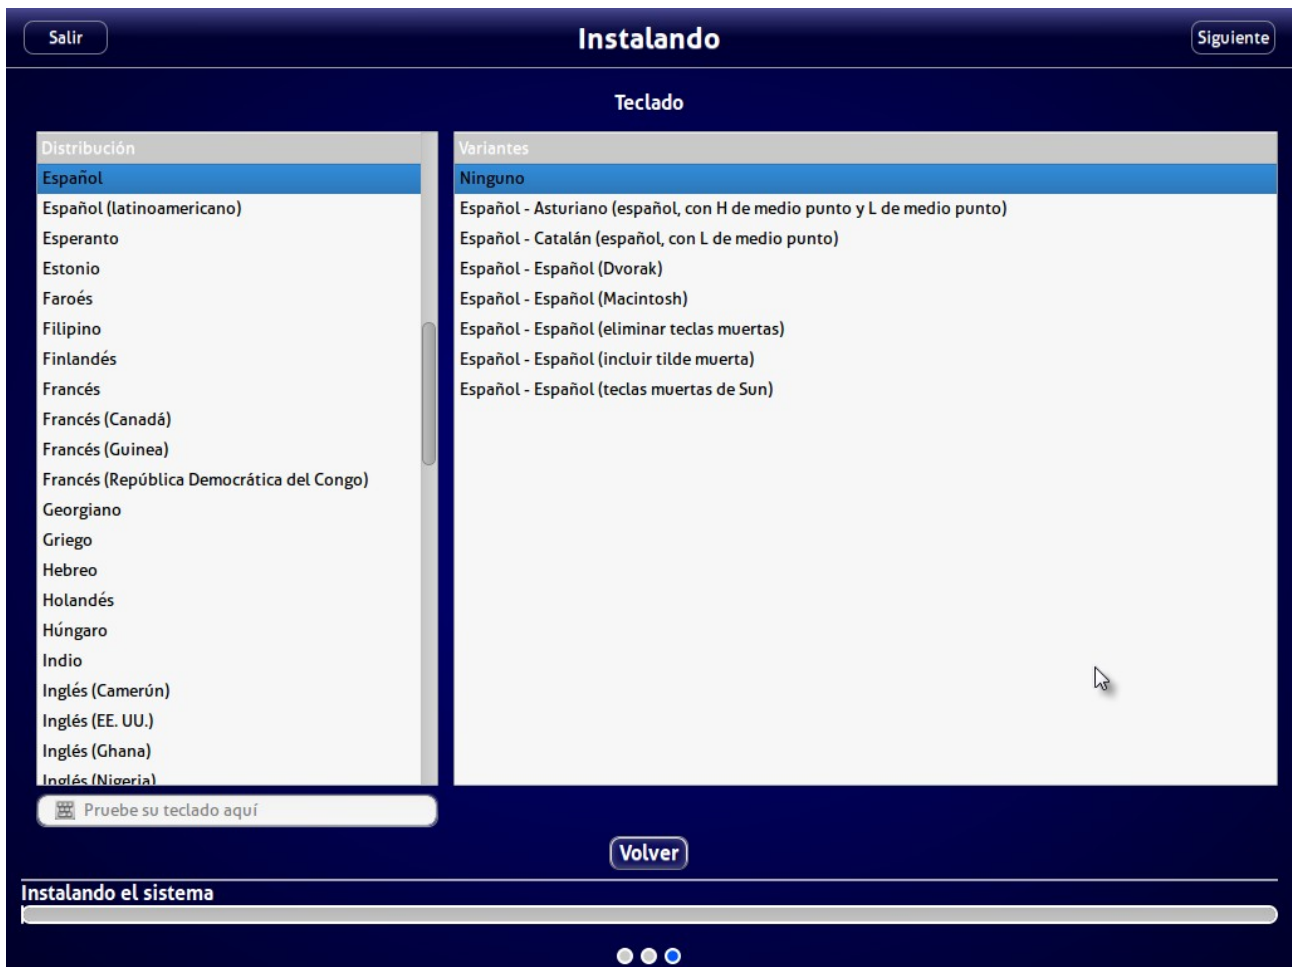 Salir
Instalando
Siguiente
Teclado
Distribución
Español
Español (latinoamericano)
Esperanto
Estonio
Faroés
Filipino
Finlandés
Francés
Francés (Canadá)
Francés (Guinea)
Francés (República Democrática del Congo)
Georgiano
Griego
Hebreo
Holandés
Húngaro
Indio
Inglés (Camerún)
Inglés (EE. UU.)
Inglés (Ghana)
Inglés (Nigeria)
Variantes
Ninguno
Español - Asturiano (español, con H de medio punto y L de medio punto)
Español - Catalán (español, con L de medio punto)
Español - Español (Dvorak)
Español - Español (Macintosh)
Español - Español (eliminar teclas muertas)
Español - Español (incluir tilde muerta)
Español - Español (teclas muertas de Sun)
Pruebe su teclado aquí
Volver
Instalando el sistema